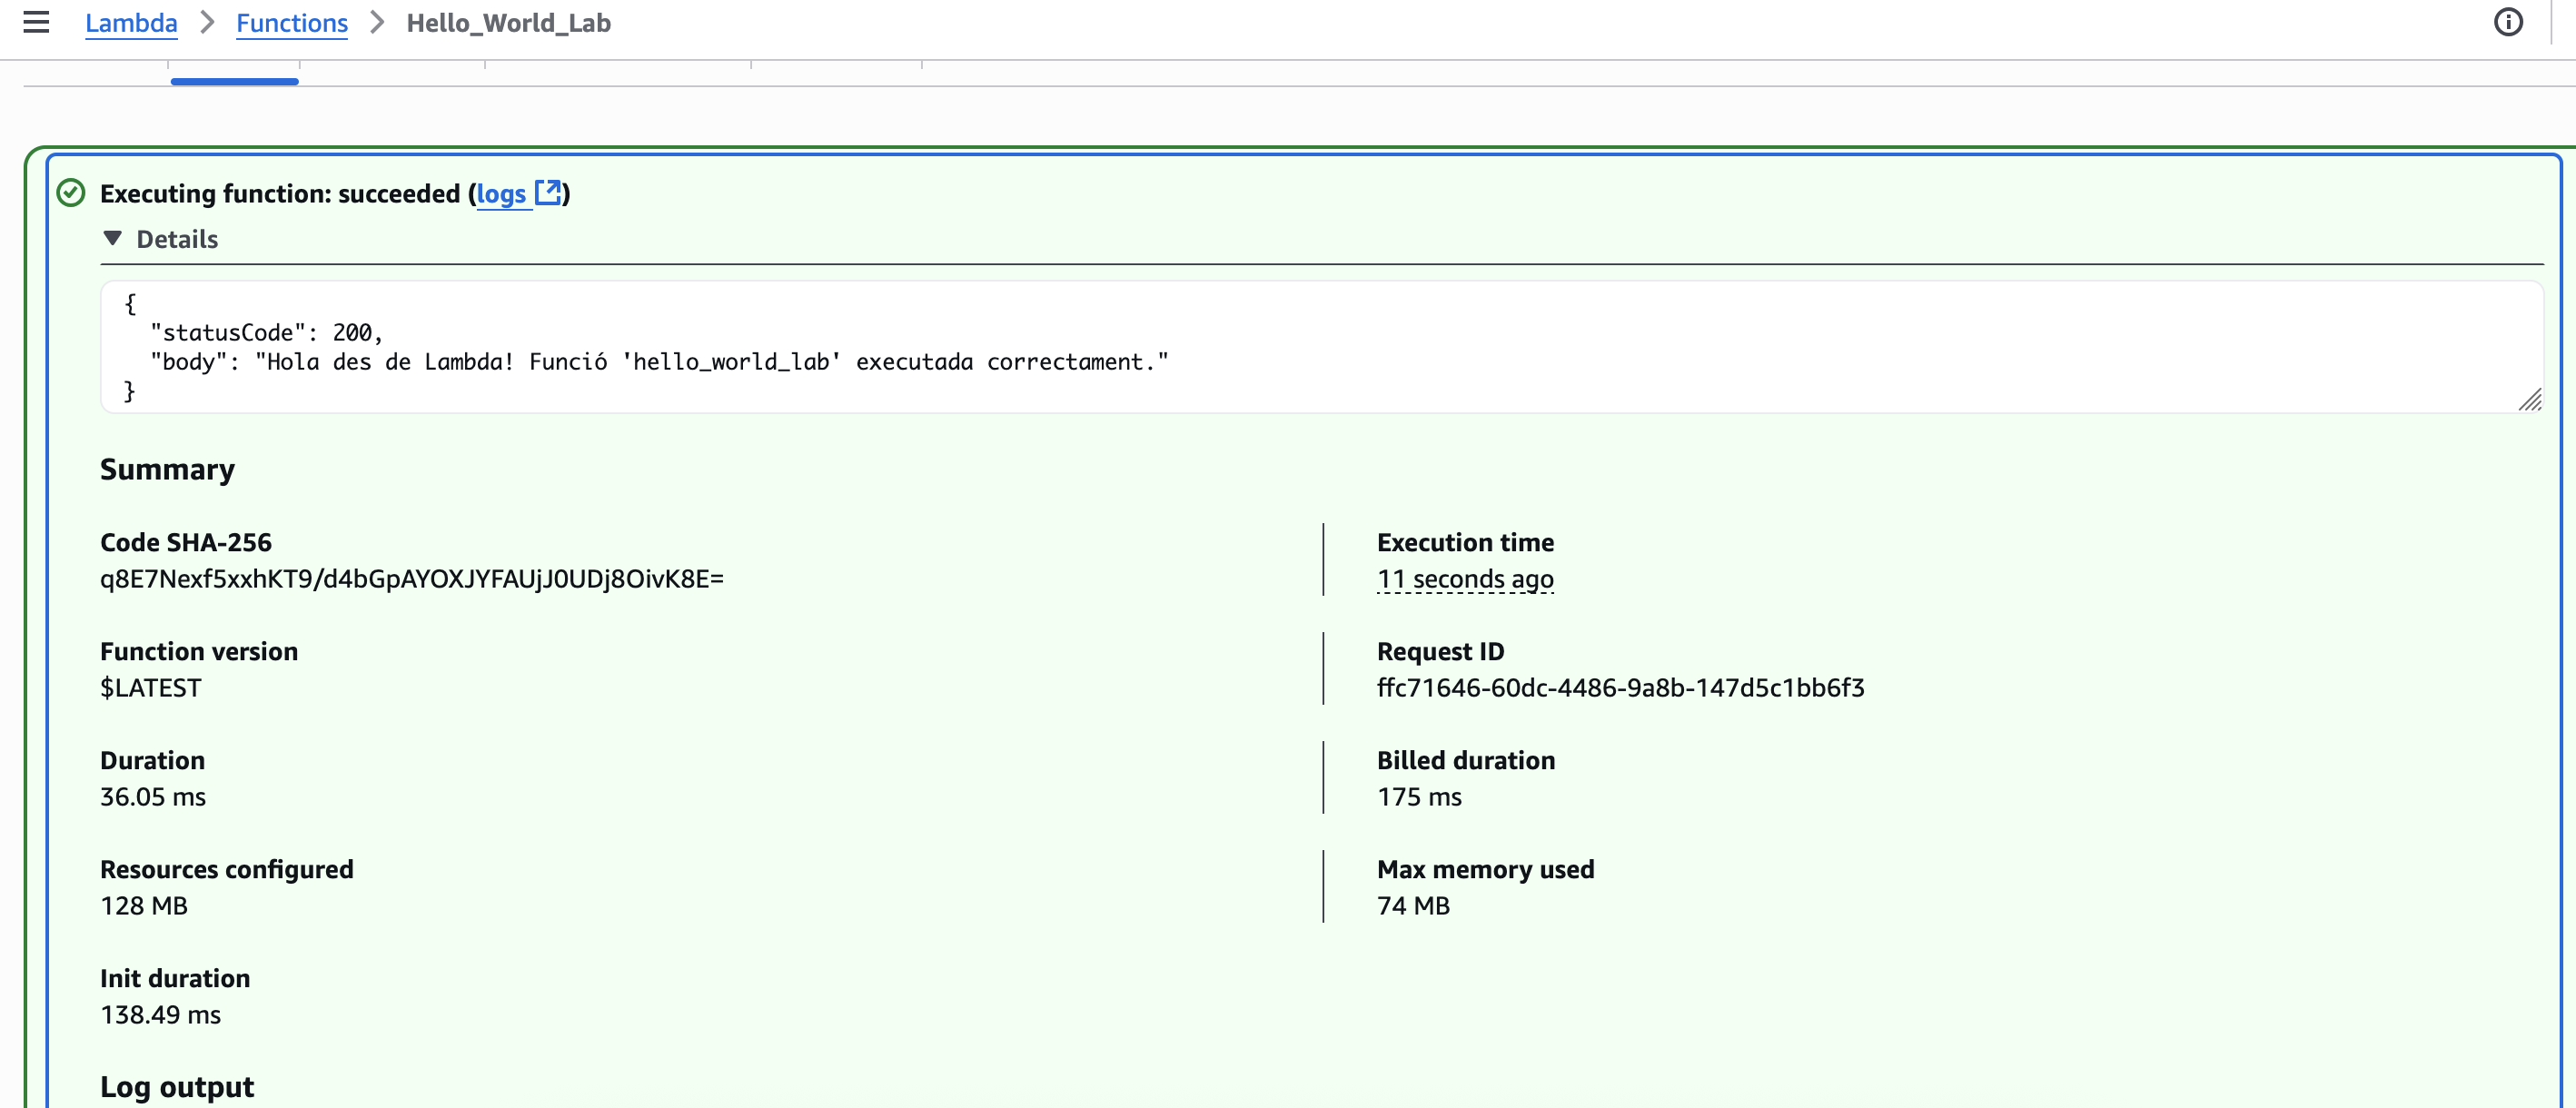 Lambda > Functions > Hello_World_Lab
Executing function: succeeded (logs)
Details
{
"statusCode": 200,
"body": "Hola des de Lambda! Funció 'hello_world_lab' executada correctament."
}
Summary
Code SHA-256
q8E7Nexf5xxhKT9/d4bGpAYOXJYFAUjJ0UDj8OivK8E=
Execution time
11 seconds ago
Function version
$LATEST
Request ID
ffc71646-60dc-4486-9a8b-147d5c1bb6f3
Duration
36.05 ms
Billed duration
175 ms
Resources configured
128 MB
Max memory used
74 MB
Init duration
138.49 ms
Log output